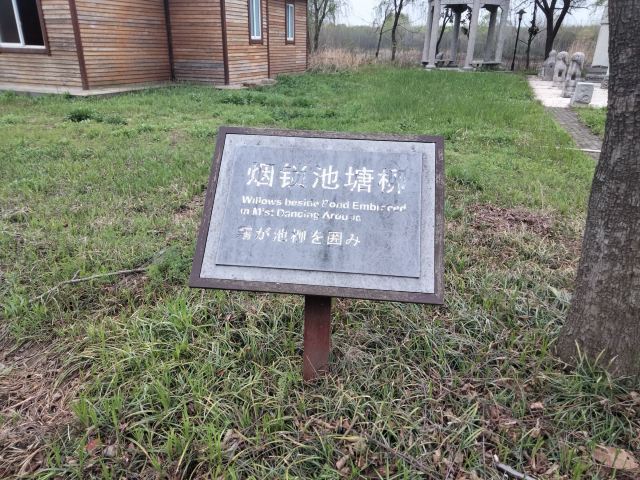 烟锁池塘柳
Willows beside Pond Embraced
in Mist Dancing Around
が池柳を囲み